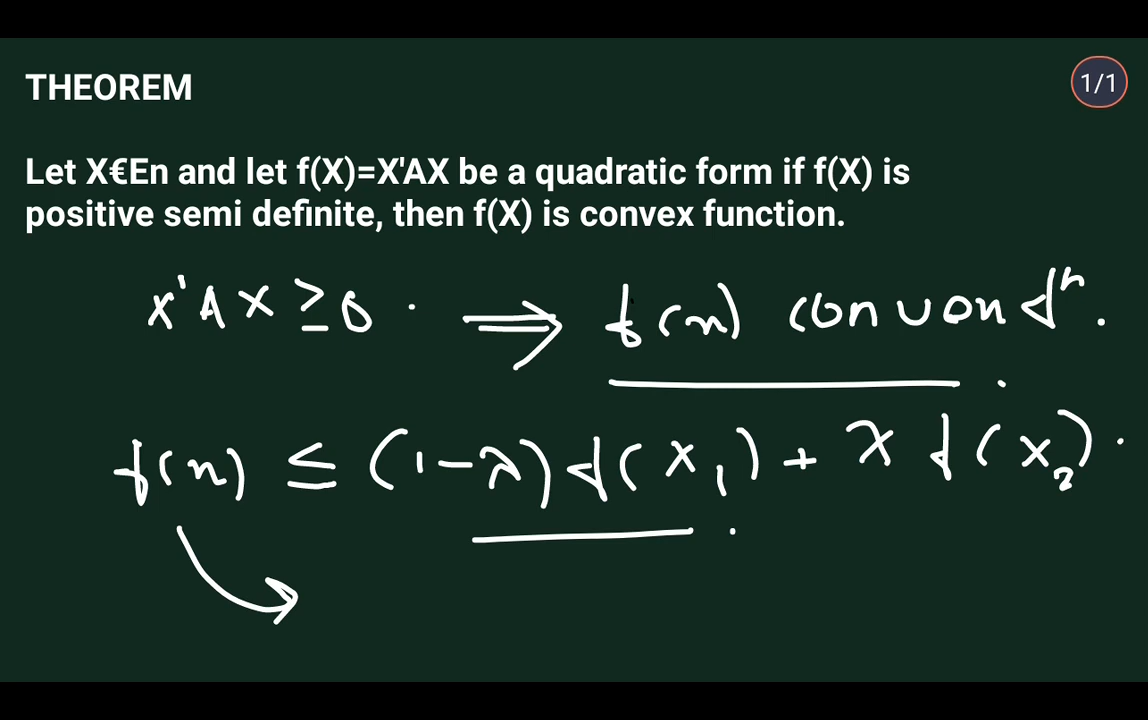 THEOREM
1/1
Let X€En and let f(X)=X'AX be a quadratic form if f(X) is
positive semi definite, then f(X) is convex function.
X'AX ≥ 0 . ⇒ f(x) convex fⁿ.
f(x) ≤ (1-λ)f(X₁) + λ f(X₂).